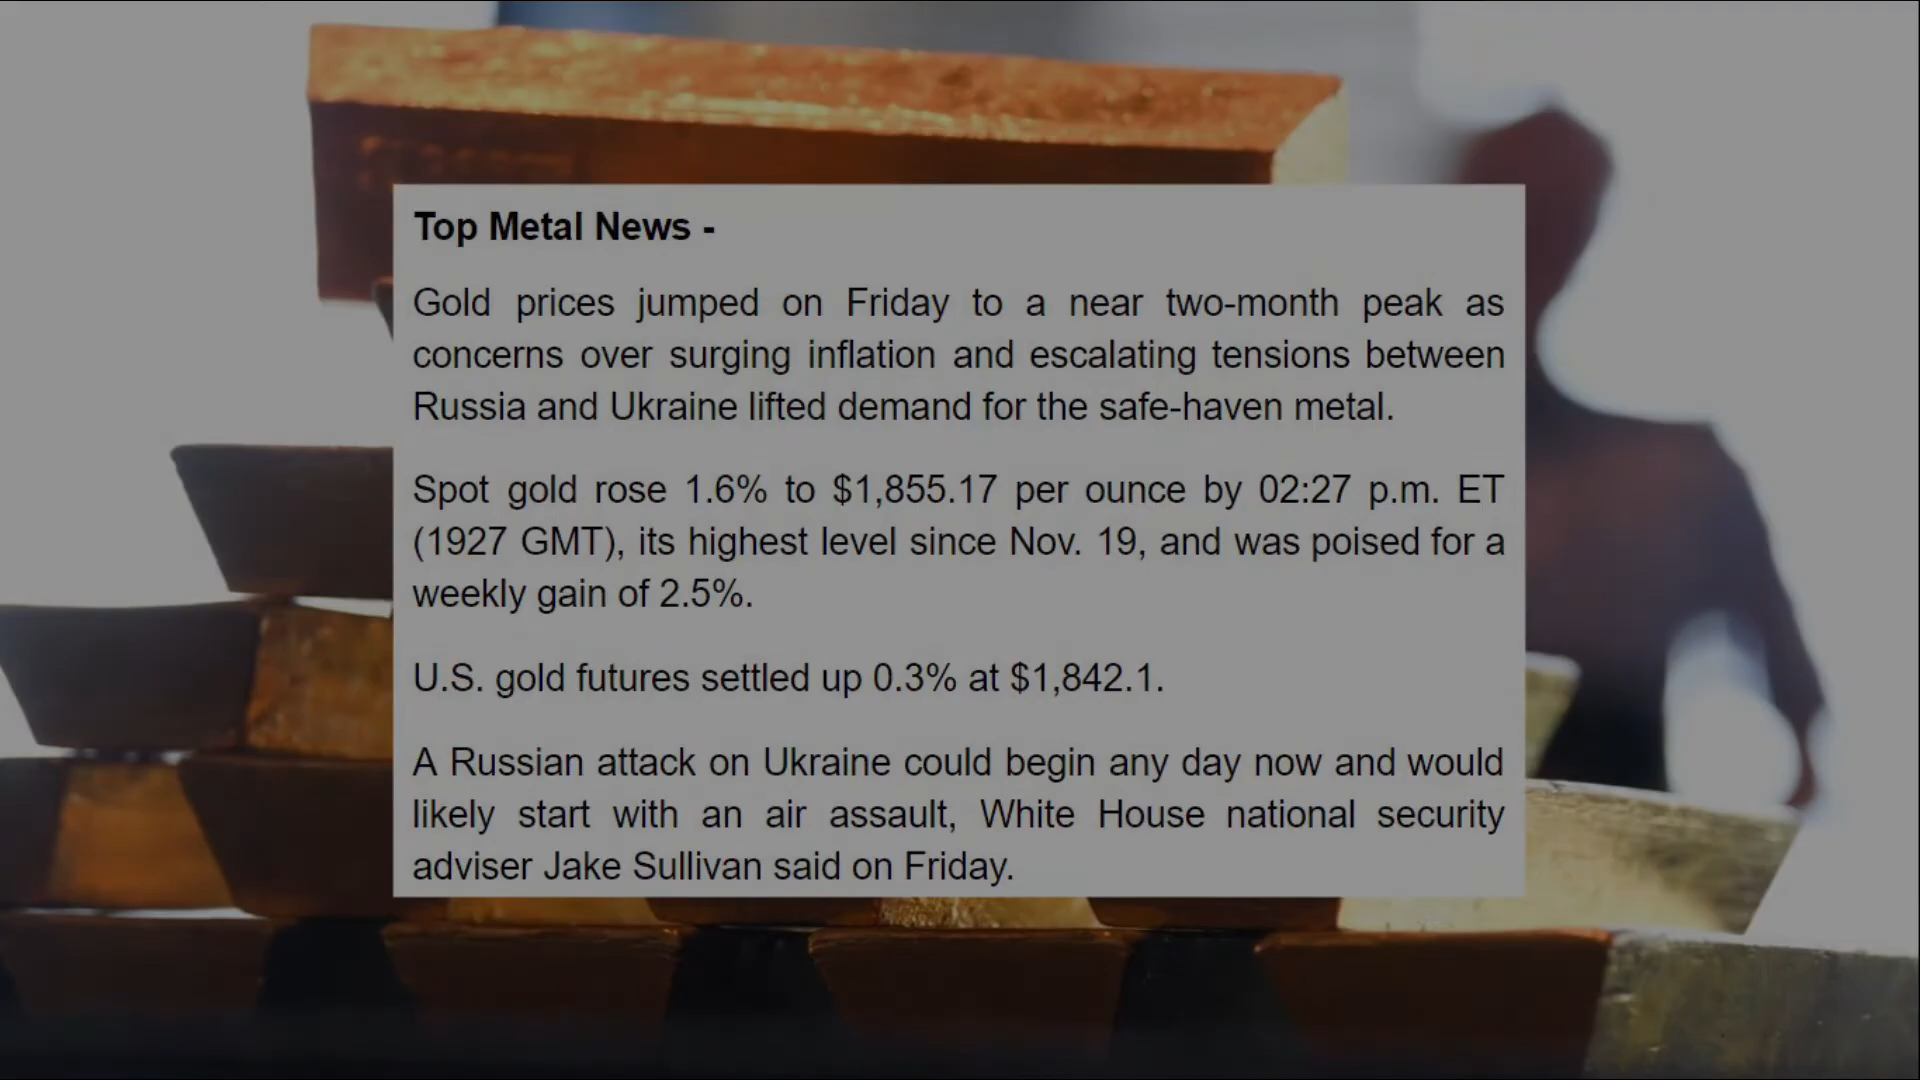 Top Metal News -
Gold prices jumped on Friday to a near two-month peak as
concerns over surging inflation and escalating tensions between
Russia and Ukraine lifted demand for the safe-haven metal.
Spot gold rose 1.6% to $1,855.17 per ounce by 02:27 p.m. ET
(1927 GMT), its highest level since Nov. 19, and was poised for a
weekly gain of 2.5%.
U.S. gold futures settled up 0.3% at $1,842.1.
A Russian attack on Ukraine could begin any day now and would
likely start with an air assault, White House national security
adviser Jake Sullivan said on Friday.